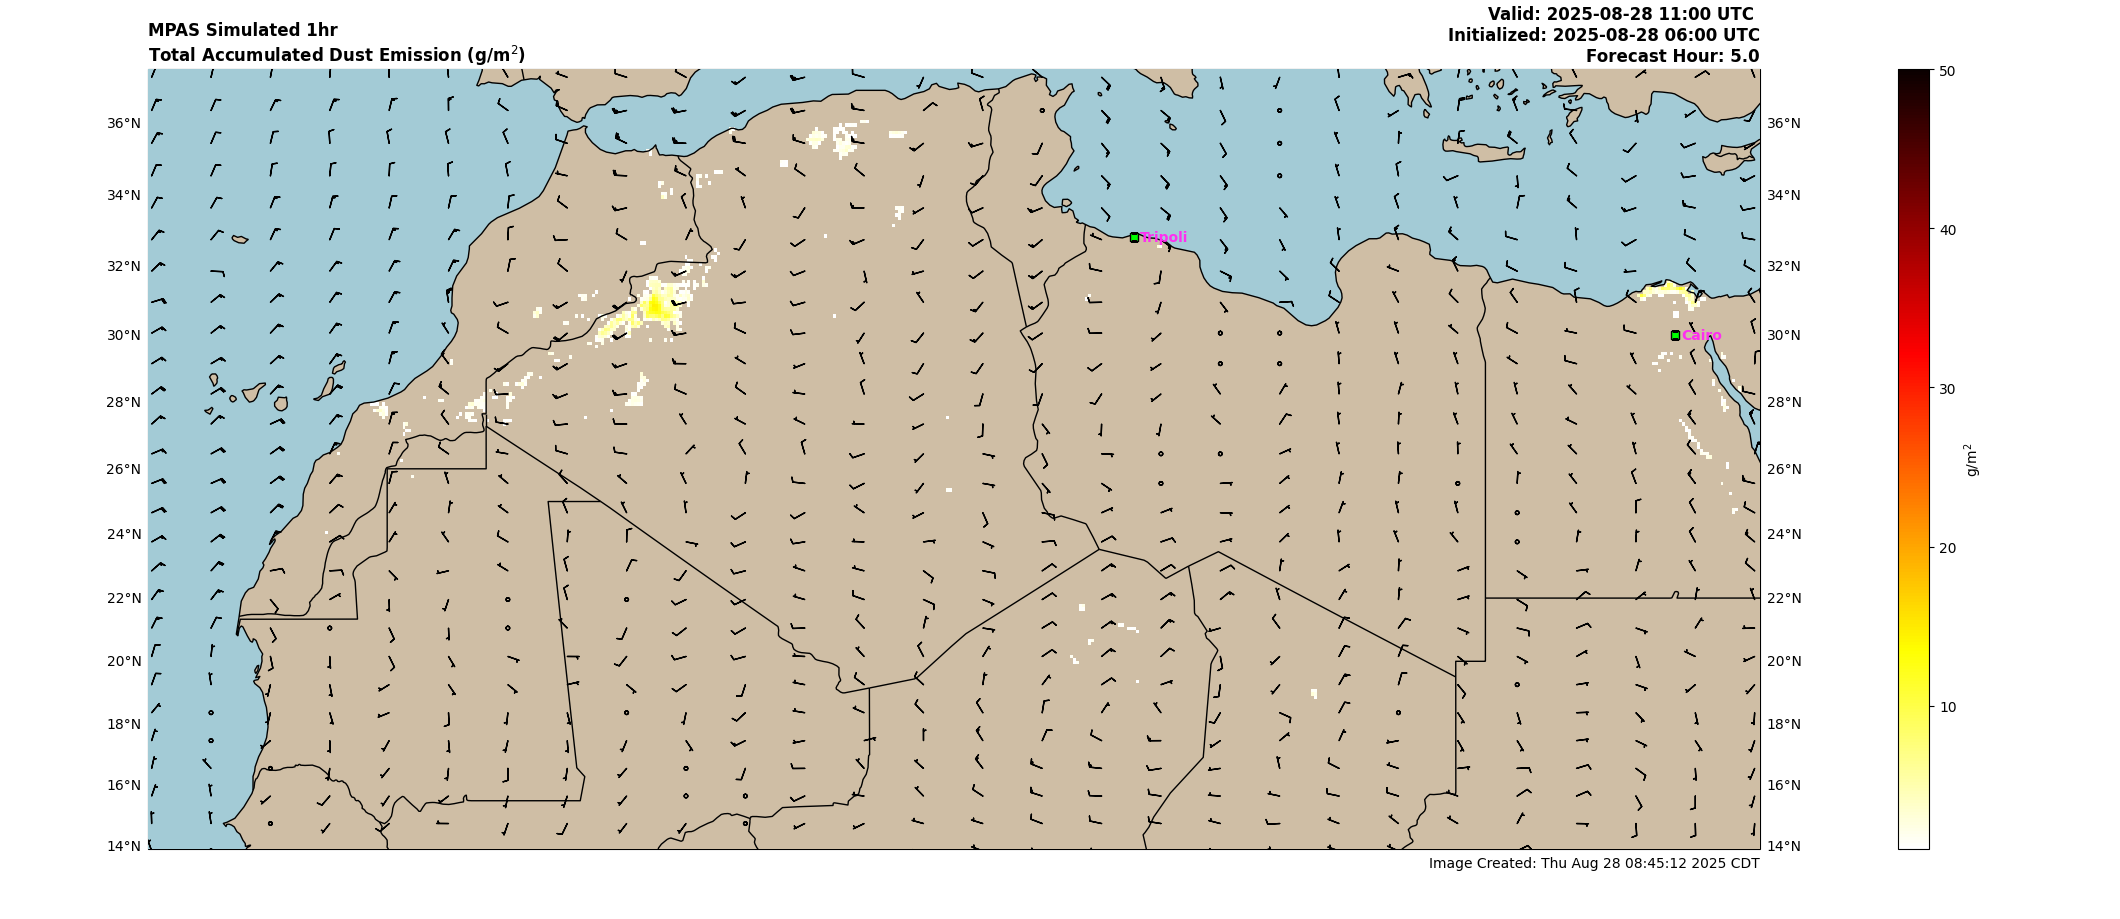 MPAS Simulated 1hr
Total Accumulated Dust Emission (g/m²)
Valid: 2025-08-28 11:00 UTC
Initialized: 2025-08-28 06:00 UTC
Forecast Hour: 5.0
36°N
34°N
32°N
30°N
28°N
26°N
24°N
22°N
20°N
18°N
16°N
14°N
Tripoli
Cairo
36°N
34°N
32°N
30°N
28°N
26°N
24°N
22°N
20°N
18°N
16°N
14°N
50
40
30
20
10
g/m²
Image Created: Thu Aug 28 08:45:12 2025 CDT